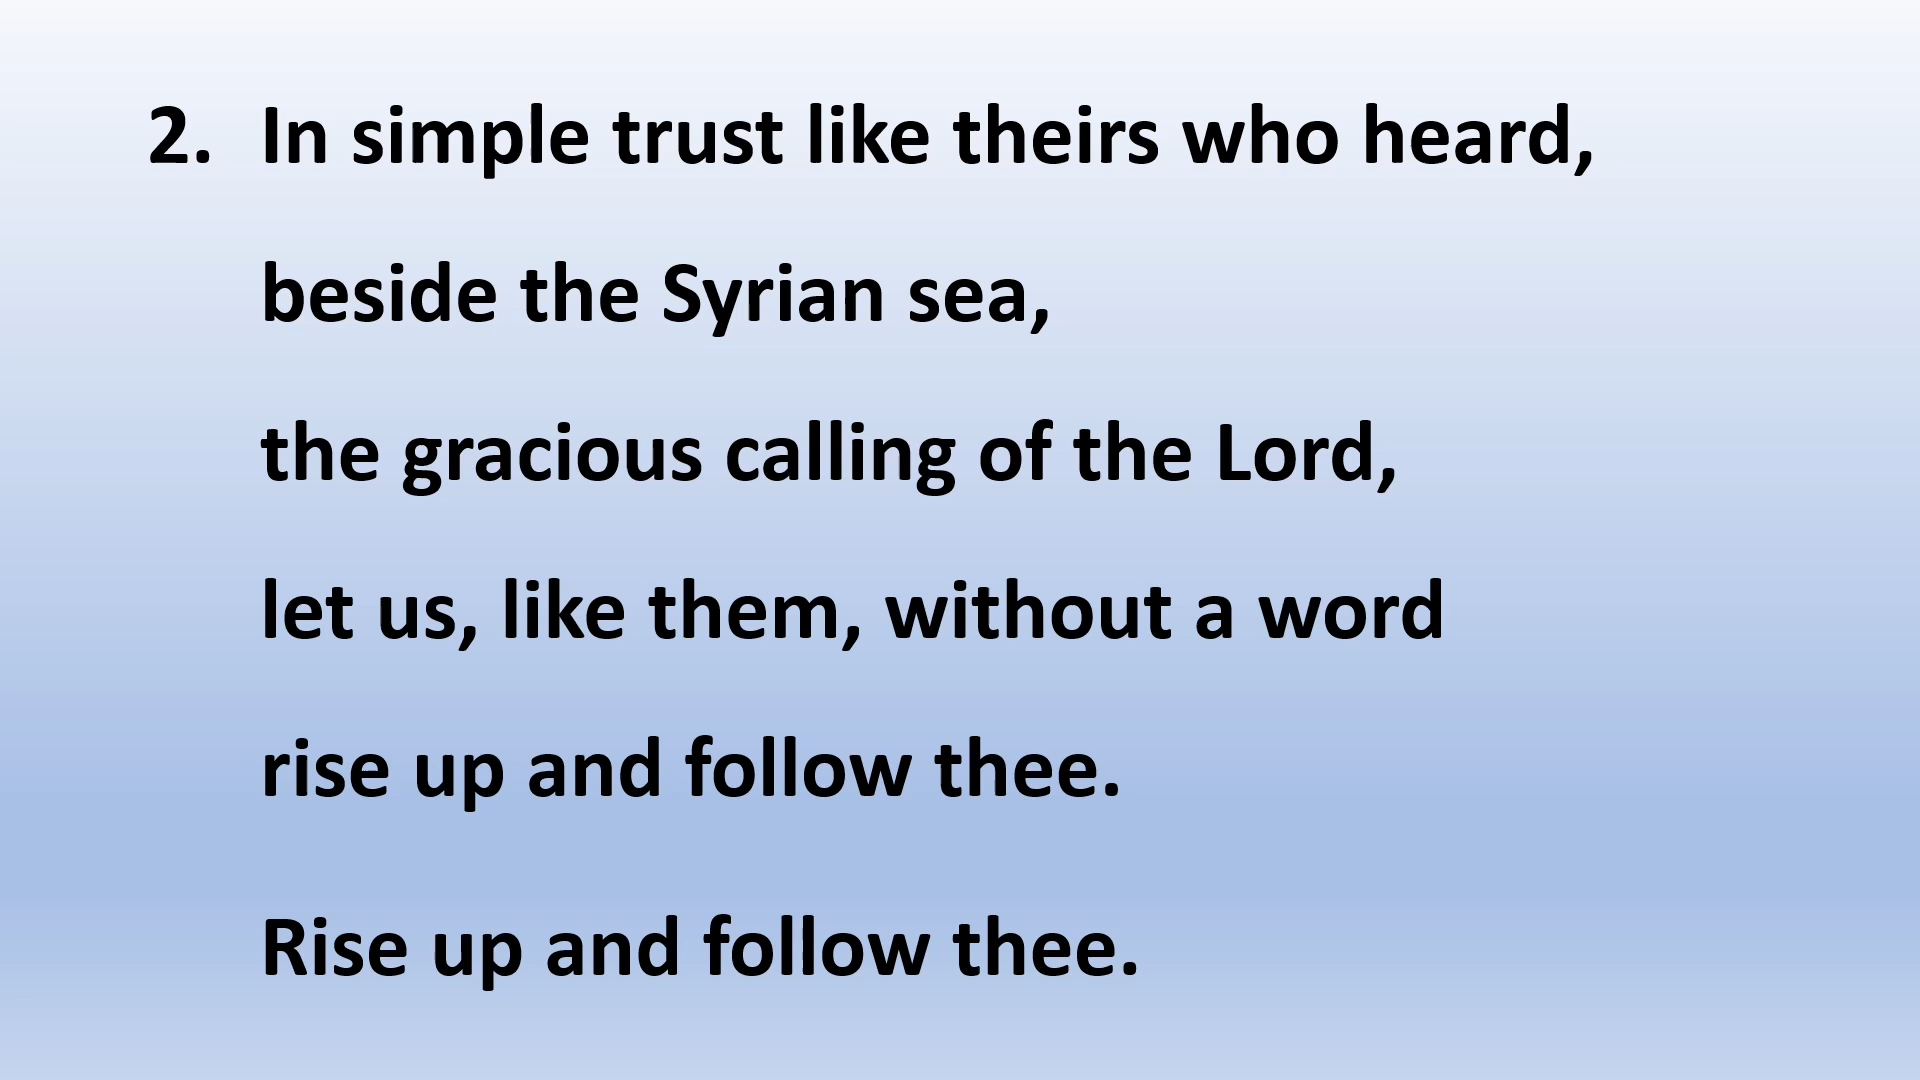 2. In simple trust like theirs who heard,
beside the Syrian sea,
the gracious calling of the Lord,
let us, like them, without a word
rise up and follow thee.
Rise up and follow thee.